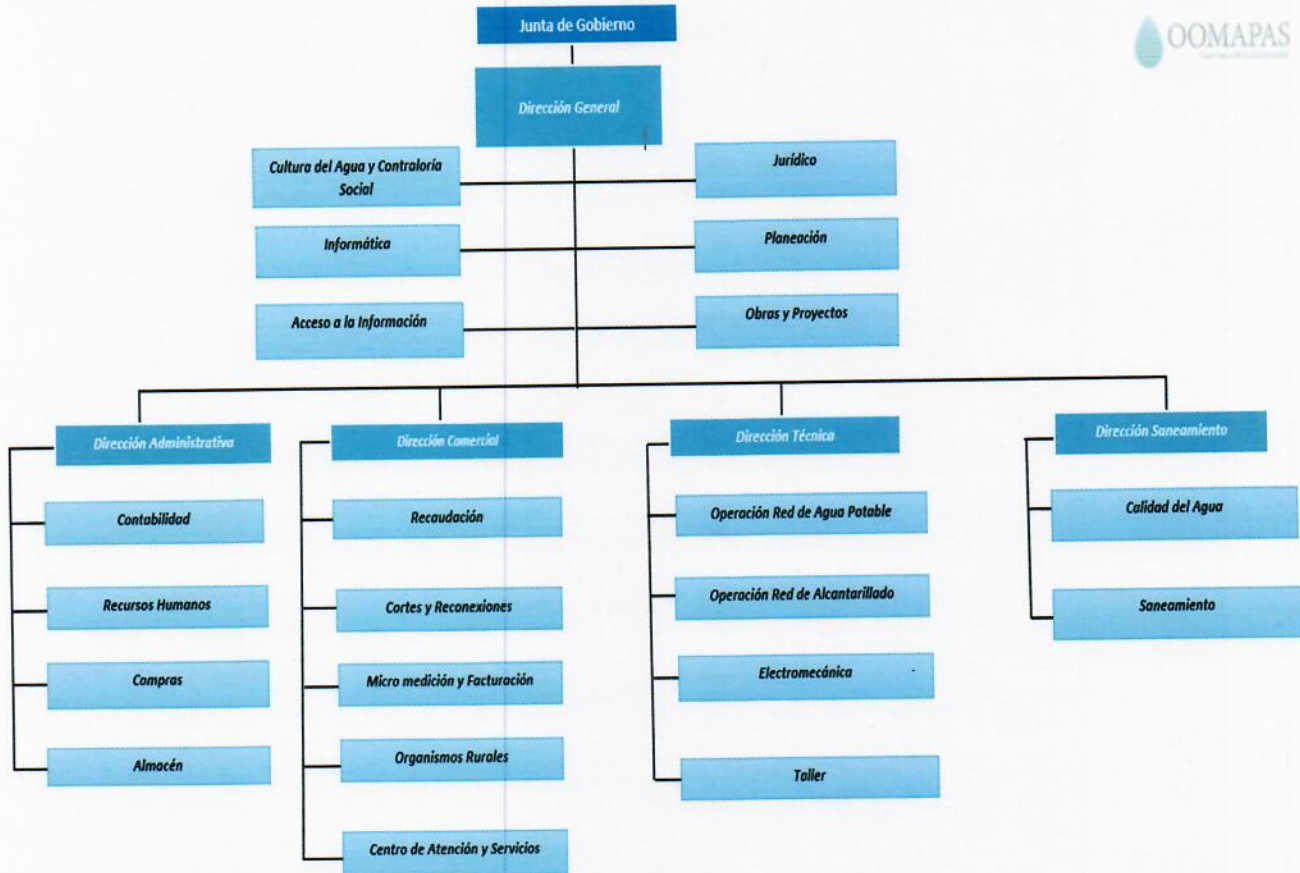 Junta de Gobierno
OOMAPAS
Dirección General
Cultura del Agua y Contraloría
Social
Jurídico
Informática
Planeación
Acceso a la Información
Obras y Proyectos
Dirección Administrativa
Contabilidad
Recursos Humanos
Compras
Almacén
Dirección Comercial
Recaudación
Cortes y Reconexiones
Micro medición y Facturación
Organismos Rurales
Centro de Atención y Servicios
Dirección Técnica
Operación Red de Agua Potable
Operación Red de Alcantarillado
Electromecánica
Taller
Dirección Saneamiento
Calidad del Agua
Saneamiento